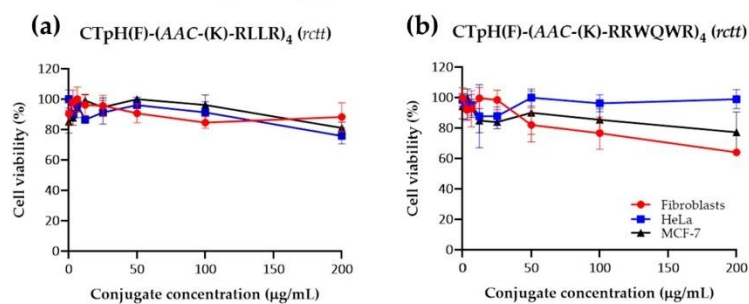 (a) CTpH(F)-(AAC-(K)-RLLR)₄ (rctt)
120
100
80
60
40
20
0
Cell viability (%)
0 50 100 150 200
Conjugate concentration (µg/mL)
(b) CTpH(F)-(AAC-(K)-RRWQWR)₄ (rctt)
120
100
80
60
40
20
0
Cell viability (%)
Fibroblasts
HeLa
MCF-7
0 50 100 150 200
Conjugate concentration (µg/mL)